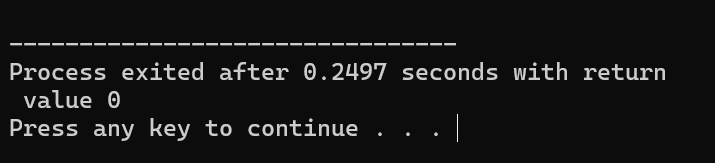 --------------------------------
Process exited after 0.2497 seconds with return
 value 0
Press any key to continue . . .